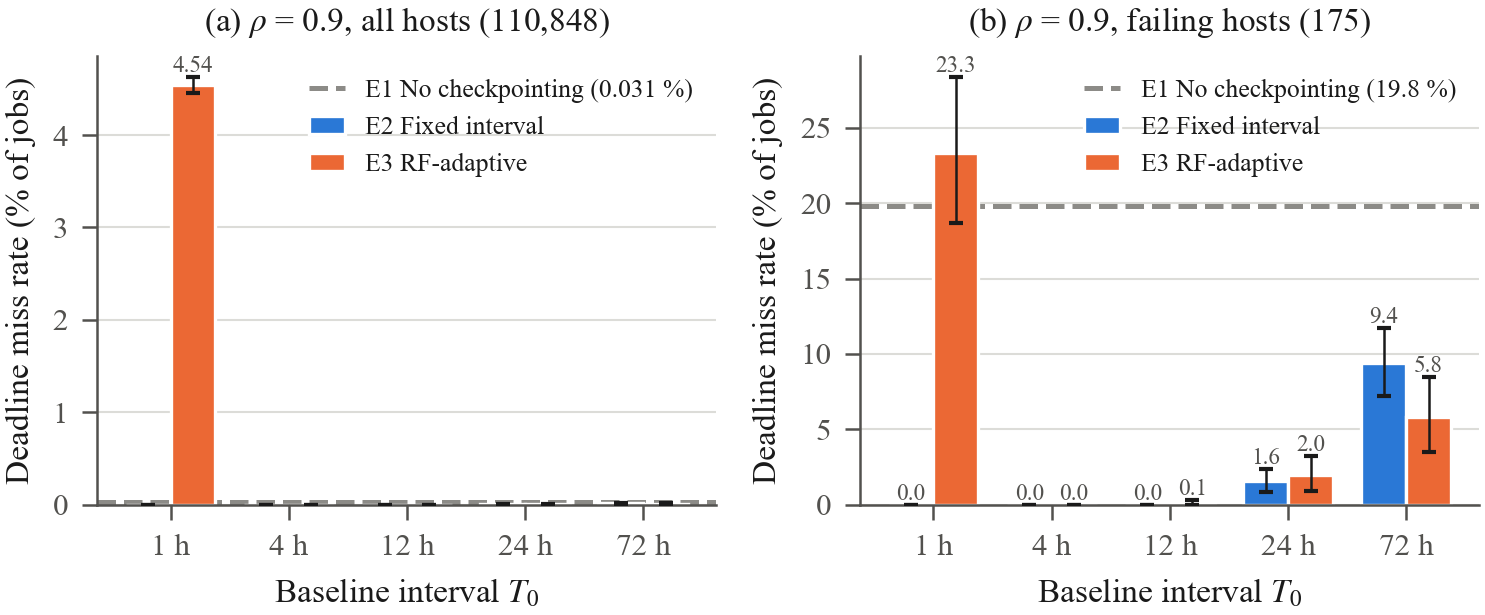 (a) ρ = 0.9, all hosts (110,848)
Deadline miss rate (% of jobs)
4
3
2
1
0
4.54
E1 No checkpointing (0.031 %)
E2 Fixed interval
E3 RF-adaptive
1 h 4 h 12 h 24 h 72 h
Baseline interval T₀
(b) ρ = 0.9, failing hosts (175)
Deadline miss rate (% of jobs)
25
20
15
10
5
0
E1 No checkpointing (19.8 %)
E2 Fixed interval
E3 RF-adaptive
0.0 23.3
0.0 0.0
0.0 0.1
1.6 2.0
9.4 5.8
1 h 4 h 12 h 24 h 72 h
Baseline interval T₀